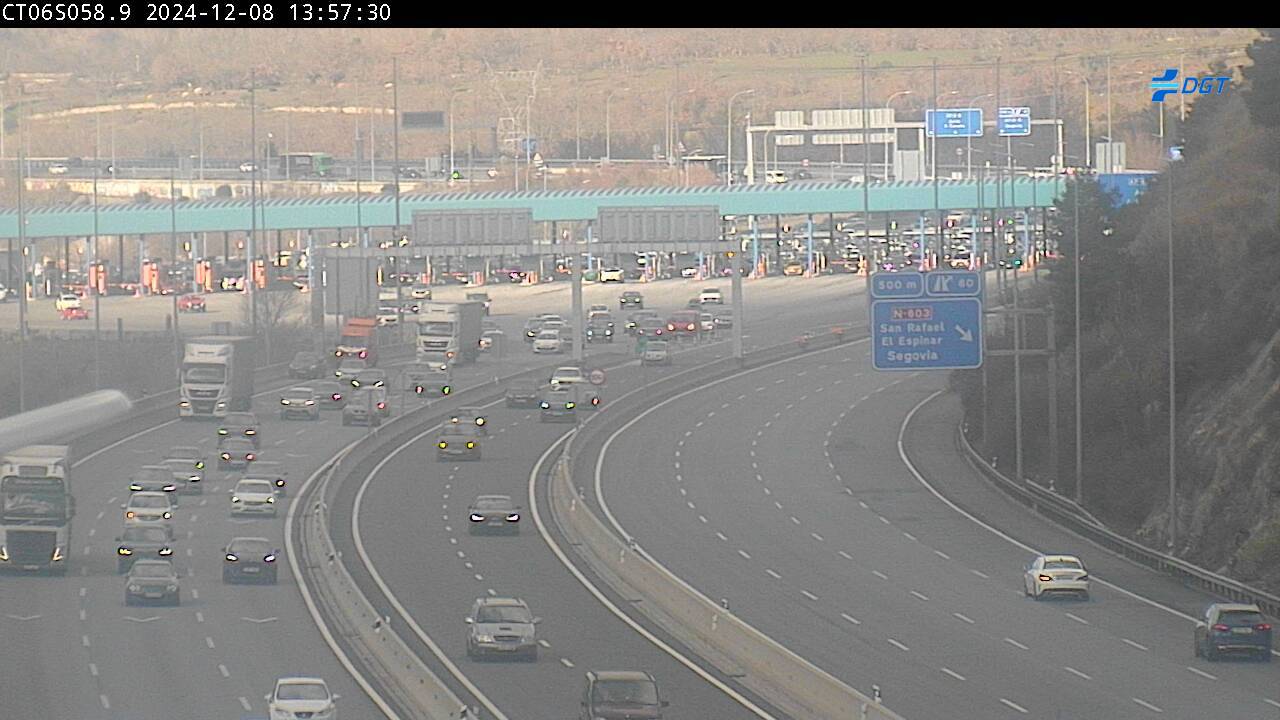 CT06S058.9 2024-12-08 13:57:30
DGT
500 m 60
N-603
San Rafael
El Espinar
Segovia